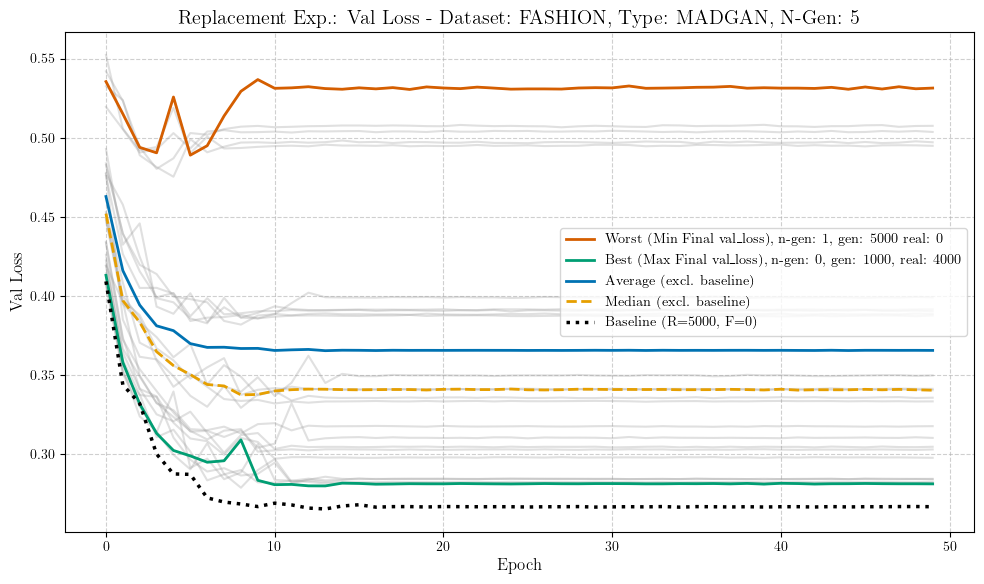 Replacement Exp.: Val Loss - Dataset: FASHION, Type: MADGAN, N-Gen: 5
0.55
0.50
0.45
0.40
0.35
0.30
Val Loss
Worst (Min Final val_loss), n-gen: 1, gen: 5000 real: 0
Best (Max Final val_loss), n-gen: 0, gen: 1000, real: 4000
Average (excl. baseline)
Median (excl. baseline)
Baseline (R=5000, F=0)
0
10
20
30
40
50
Epoch